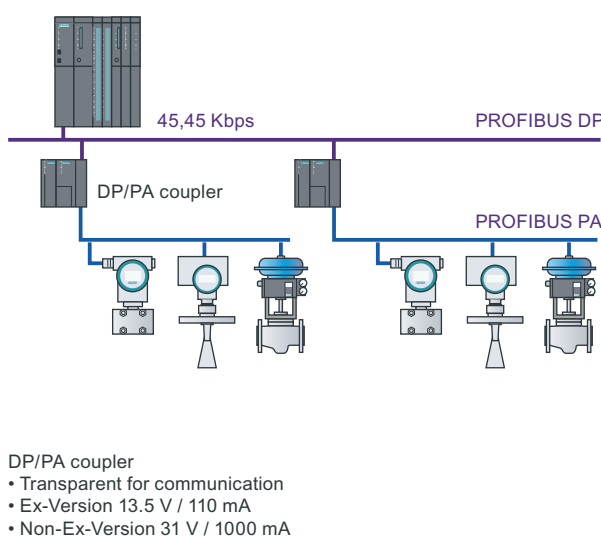 45,45 Kbps
PROFIBUS DP
DP/PA coupler
PROFIBUS PA
DP/PA coupler
• Transparent for communication
• Ex-Version 13.5 V / 110 mA
• Non-Ex-Version 31 V / 1000 mA